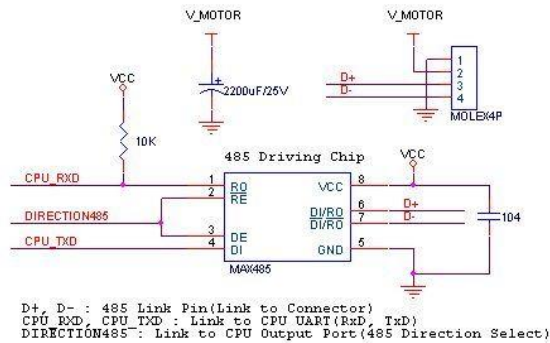 V_MOTOR
V_MOTOR
VCC
2200uF/25V
D+
D-
1
2
3
4
MOLEX4P
10K
485 Driving Chip
VCC
CPU_RXD
DIRECTION485
CPU_TXD
1
2
3
4
RO
RE
DE
DI
VCC
DI/RO
DI/RO
GND
8
6
7
5
D+
D-
104
MAX485
D+, D- : 485 Link Pin(Link to Connector)
CPU_RXD, CPU_TXD : Link to CPU UART(RxD, TxD)
DIRECTION485 : Link to CPU Output Port(485 Direction Select)